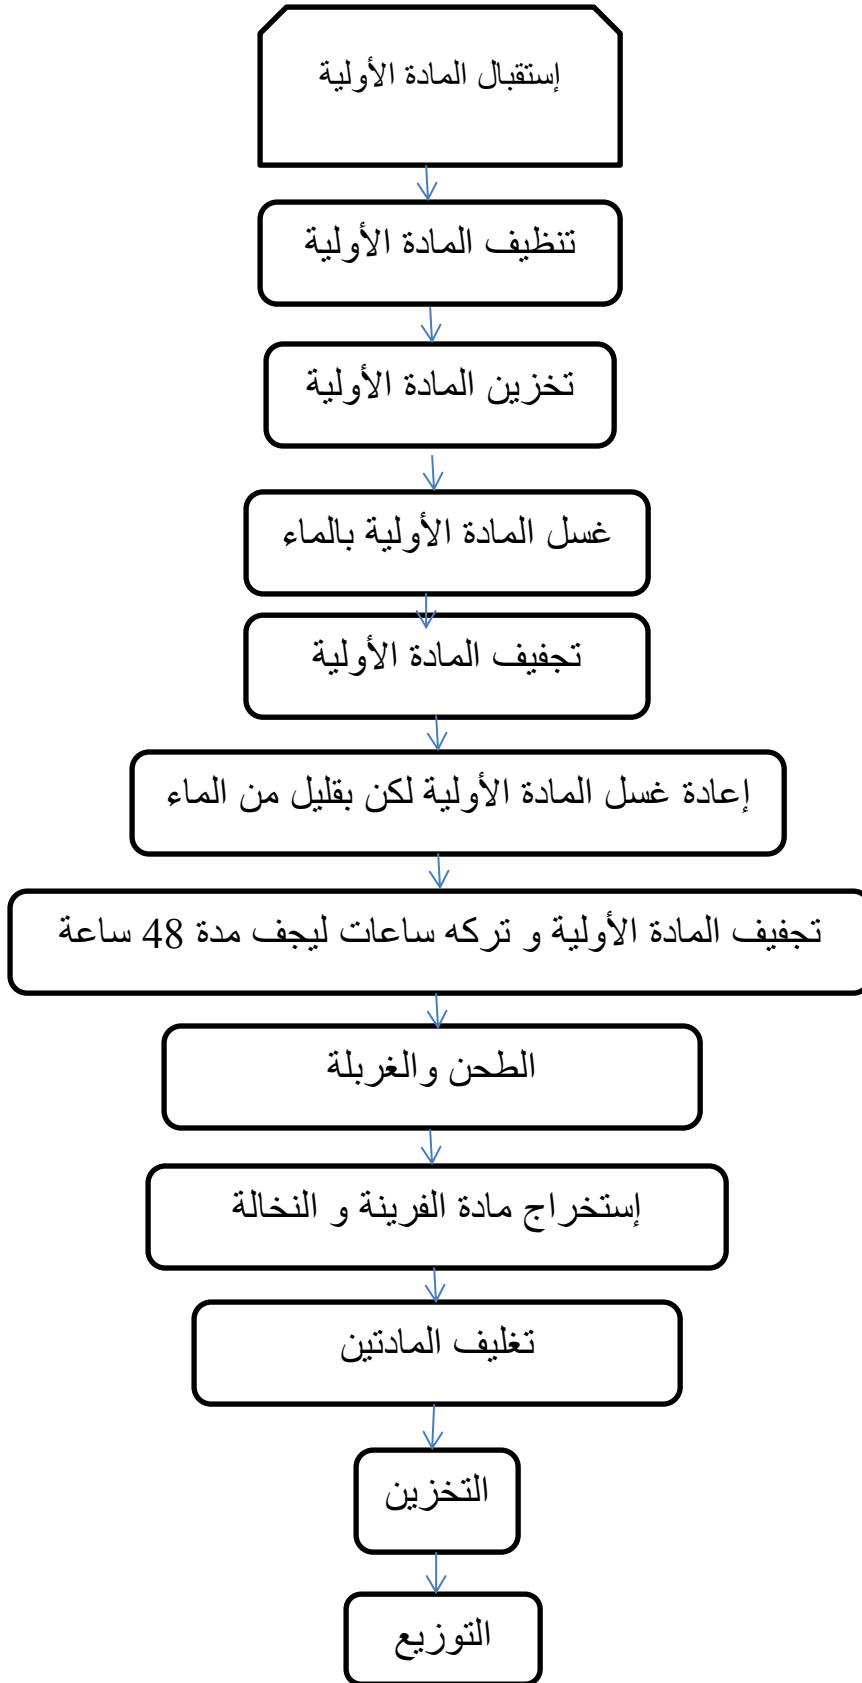 إستقبال المادة الأولية
تنظيف المادة الأولية
تخزين المادة الأولية
غسل المادة الأولية بالماء
تجفيف المادة الأولية
إعادة غسل المادة الأولية لكن بقليل من الماء
تجفيف المادة الأولية و تركه ساعات ليجف مدة 48 ساعة
الطحن والغربلة
إستخراج مادة الفرينة و النخالة
تغليف المادتين
التخزين
التوزيع